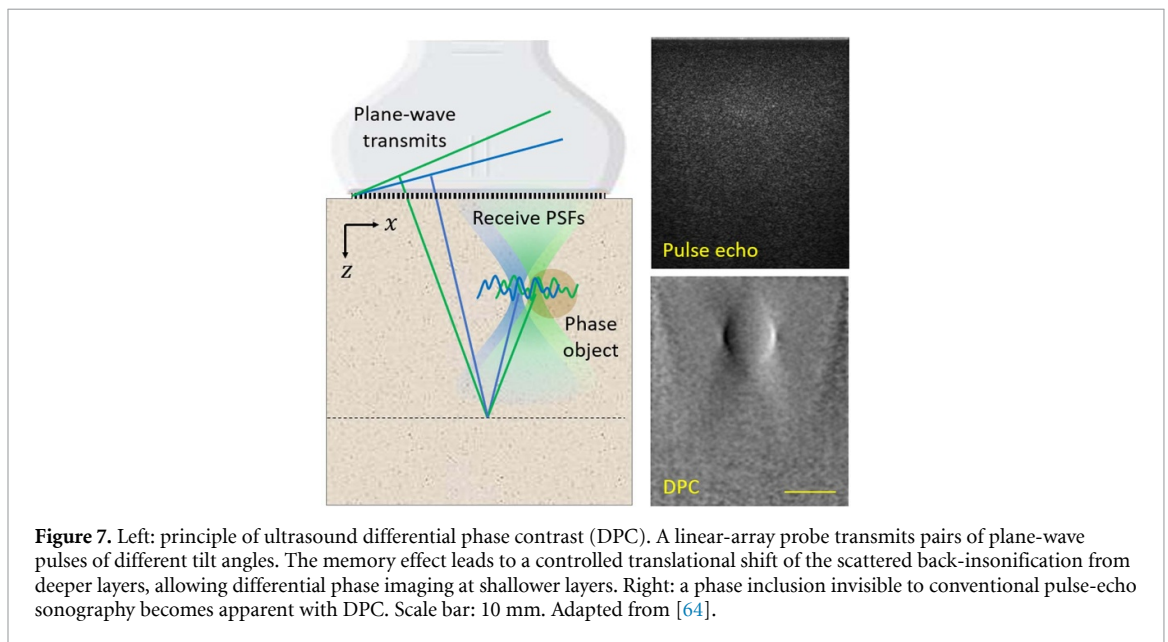 Plane-wave
transmits
Receive PSFs
x
z
Phase
object
Pulse echo
DPC
Figure 7. Left: principle of ultrasound differential phase contrast (DPC). A linear-array probe transmits pairs of plane-wave
pulses of different tilt angles. The memory effect leads to a controlled translational shift of the scattered back-insonification from
deeper layers, allowing differential phase imaging at shallower layers. Right: a phase inclusion invisible to conventional pulse-echo
sonography becomes apparent with DPC. Scale bar: 10 mm. Adapted from [64].